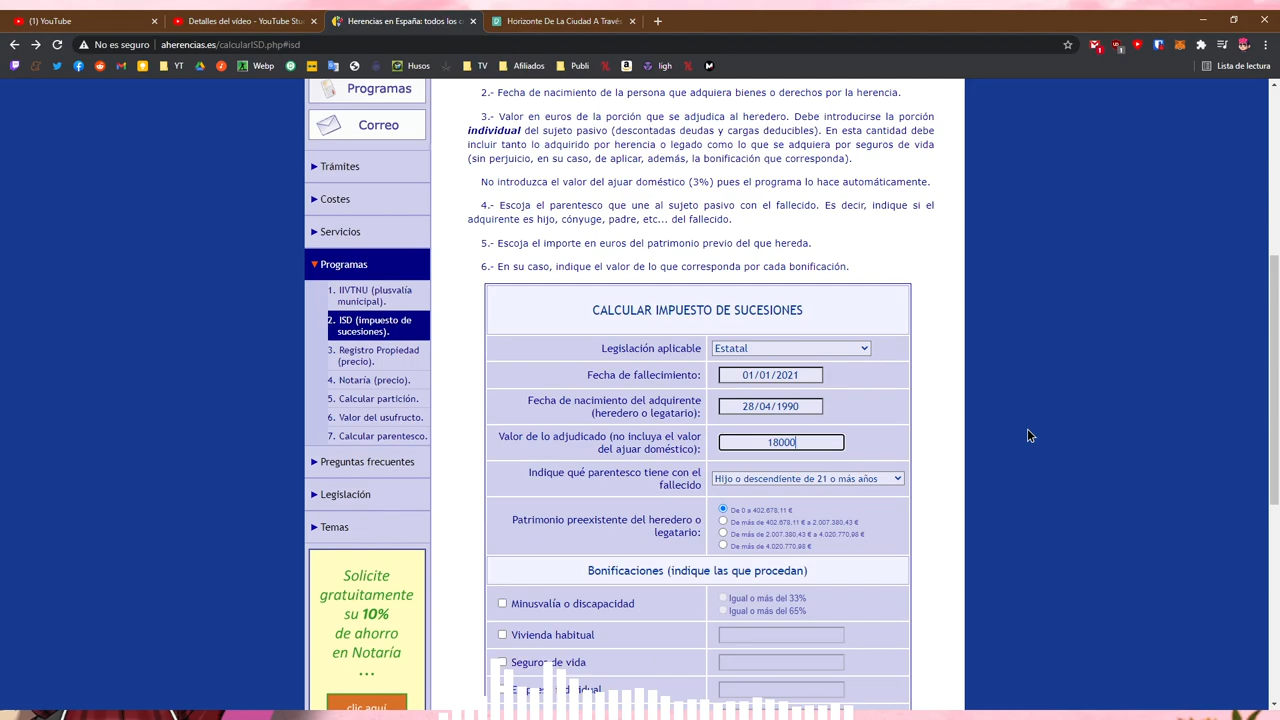 (1) YouTube
Detalles del vídeo - YouTube Stu
Herencias en España: todos los c
Horizonte De La Ciudad A Través
No es seguro
aherencias.es/calcularISD.php#isd
YT
Webp
Husos
TV
Afiliados
Publi
ligh
Lista de lectura
Programas
Correo
Trámites
Costes
Servicios
Programas
1. IIVTNU (plusvalía
municipal).
2. ISD (impuesto de
sucesiones).
3. Registro Propiedad
(precio).
4. Notaría (precio).
5. Calcular partición.
6. Valor del usufructo.
7. Calcular parentesco.
Preguntas frecuentes
Legislación
Temas
Solicite
gratuitamente
su 10%
de ahorro
en Notaría
...
clic aquí
2.- Fecha de nacimiento de la persona que adquiera bienes o derechos por la herencia.
3.- Valor en euros de la porción que se adjudica al heredero. Debe introducirse la porción
individual del sujeto pasivo (descontadas deudas y cargas deducibles). En esta cantidad debe
incluir tanto lo adquirido por herencia o legado como lo que se adquiera por seguros de vida
(sin perjuicio, en su caso, de aplicar, además, la bonificación que corresponda).
No introduzca el valor del ajuar doméstico (3%) pues el programa lo hace automáticamente.
4.- Escoja el parentesco que une al sujeto pasivo con el fallecido. Es decir, indique si el
adquirente es hijo, cónyuge, padre, etc... del fallecido.
5.- Escoja el importe en euros del patrimonio previo del que hereda.
6.- En su caso, indique el valor de lo que corresponda por cada bonificación.
CALCULAR IMPUESTO DE SUCESIONES
Legislación aplicable
Estatal
Fecha de fallecimiento:
01/01/2021
Fecha de nacimiento del adquirente
(heredero o legatario):
28/04/1990
Valor de lo adjudicado (no incluya el valor
del ajuar doméstico):
18000
Indique qué parentesco tiene con el
fallecido
Hijo o descendiente de 21 o más años
Patrimonio preexistente del heredero o
legatario:
De 0 a 402.678,11 €
De más de 402.678,11 € a 2.007.380,43 €
De más de 2.007.380,43 € a 4.020.770,98 €
De más de 4.020.770,98 €
Bonificaciones (indique las que procedan)
Minusvalía o discapacidad
Igual o más del 33%
Igual o más del 65%
Vivienda habitual
Seguros de vida